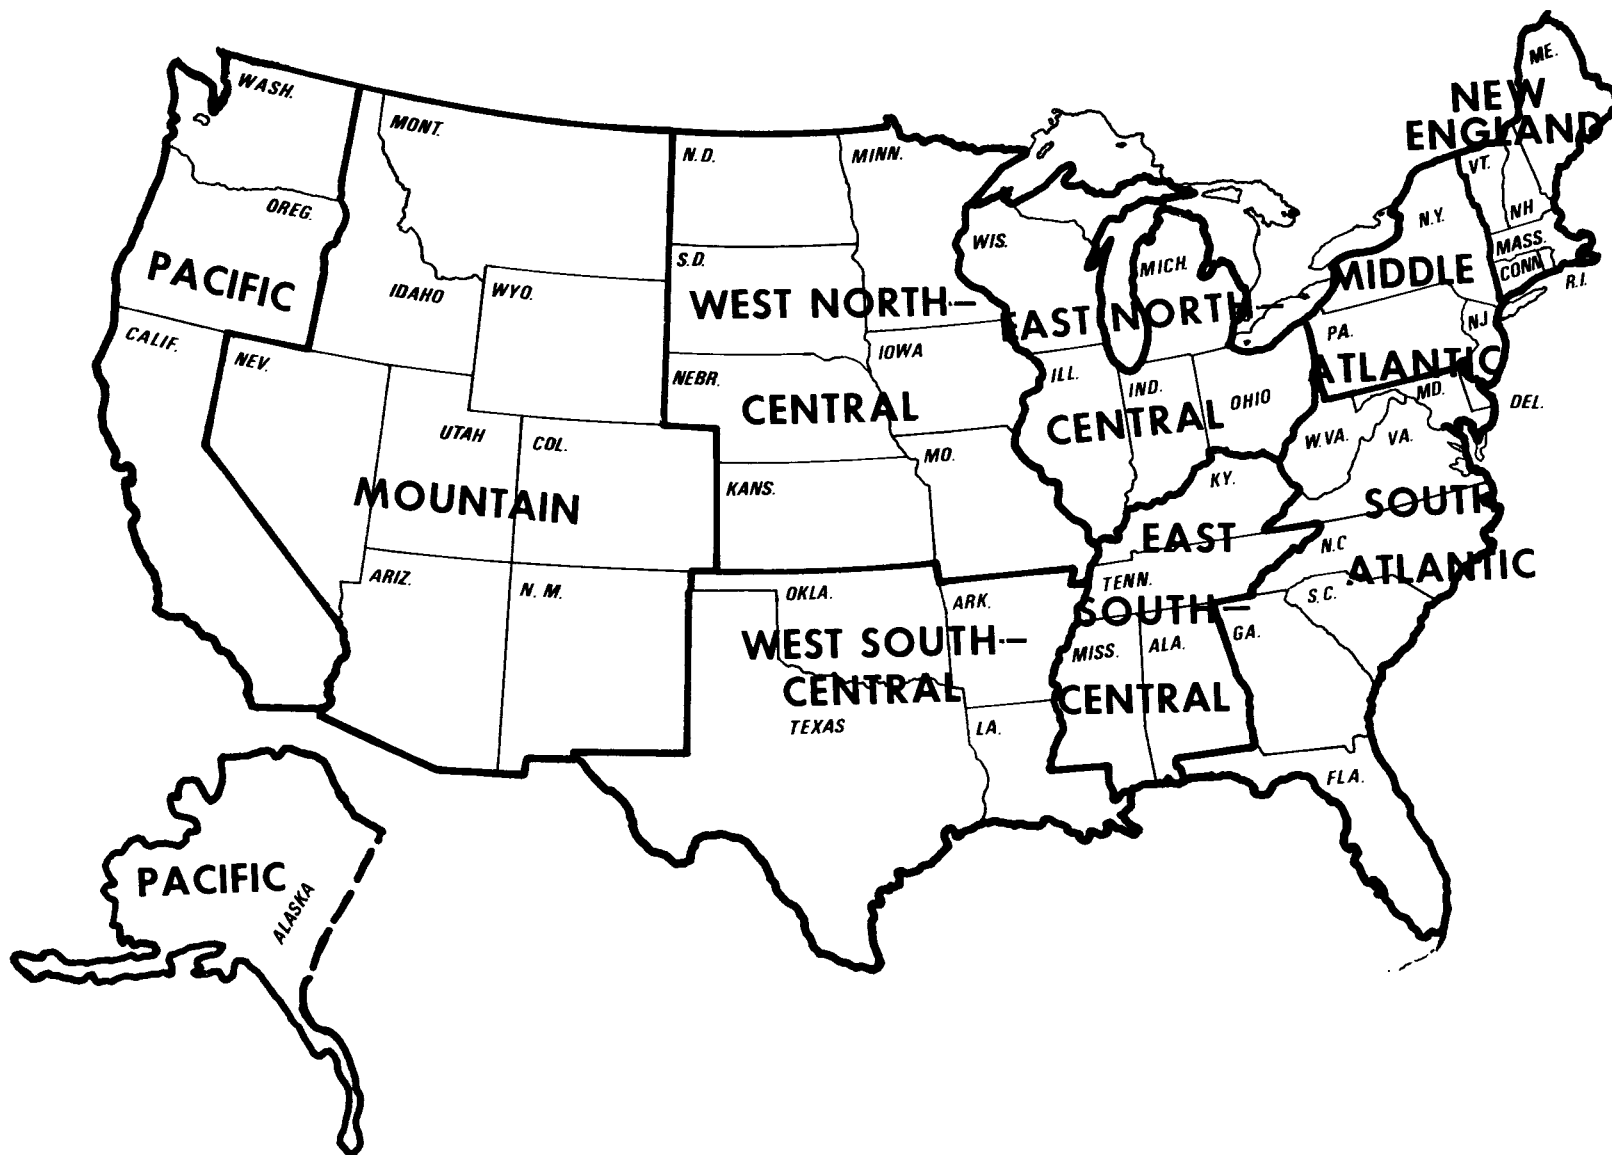 ME.
WASH.
NEW
ENGLAND
MONT.
N.D.
MINN.
VT.
OREG.
NH
N.Y.
WIS.
MASS.
S.D.
MICH.
CONN
PACIFIC
MIDDLE
R.I.
IDAHO
WYO.
WEST NORTH-
EAST NORTH-
NJ
PA.
CALIF.
NEV.
IOWA
ATLANTIC
NEBR.
ILL.
IND.
MD.
OHIO
DEL.
CENTRAL
CENTRAL
UTAH
COL.
W.VA.
VA.
MO.
KY.
KANS.
MOUNTAIN
SOUTH
EAST
N.C
ATLANTIC
ARIZ.
N. M.
OKLA.
ARK.
TENN.
S.C.
SOUTH-
GA.
WEST SOUTH-
MISS.
ALA.
CENTRAL
CENTRAL
TEXAS
LA.
FLA.
PACIFIC
ALASKA